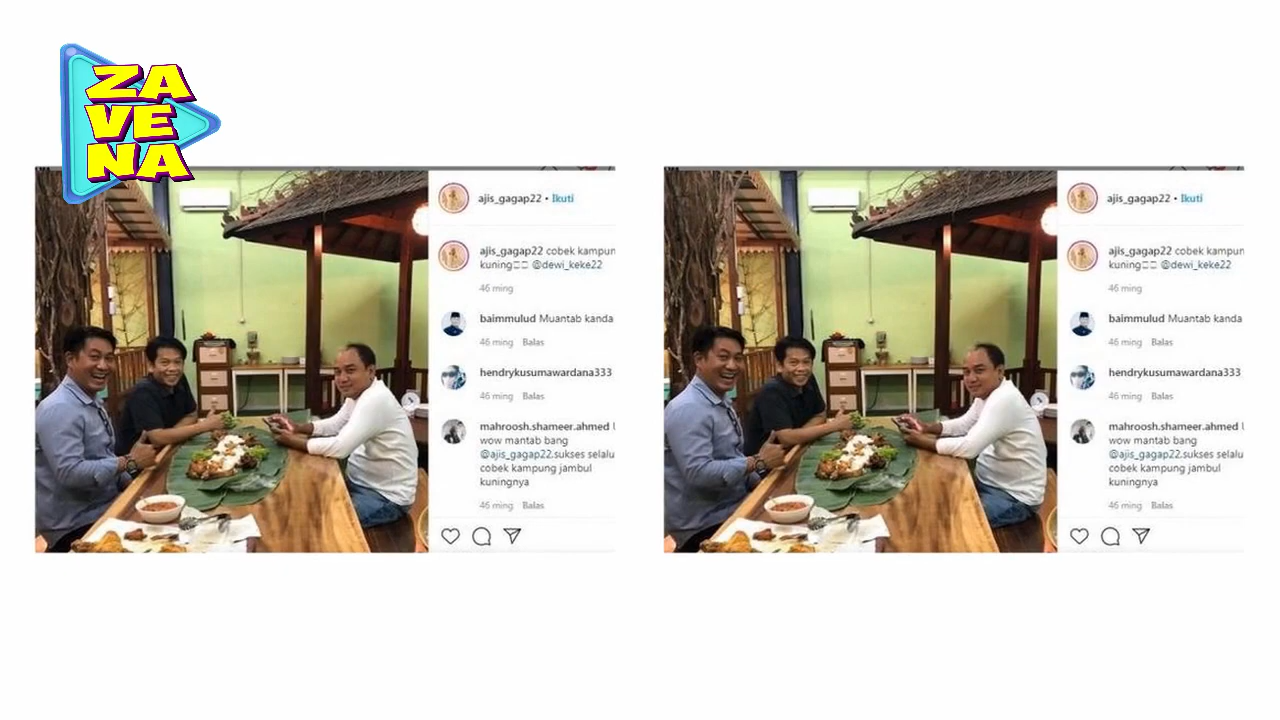 ZA
VE
NA
ajis_gagap22 • Ikuti
ajis_gagap22 cobek kampun
kuning @dewi_keke22
46 ming
baimmulud Muantab kanda
46 ming Balas
hendrykusumawardana333
46 ming Balas
mahroosh.shameer.ahmed
wow mantab bang
@ajis_gagap22.sukses selalu
cobek kampung jambul
kuningnya
46 ming Balas
ajis_gagap22 • Ikuti
ajis_gagap22 cobek kampun
kuning @dewi_keke22
46 ming
baimmulud Muantab kanda
46 ming Balas
hendrykusumawardana333
46 ming Balas
mahroosh.shameer.ahmed
wow mantab bang
@ajis_gagap22.sukses selalu
cobek kampung jambul
kuningnya
46 ming Balas